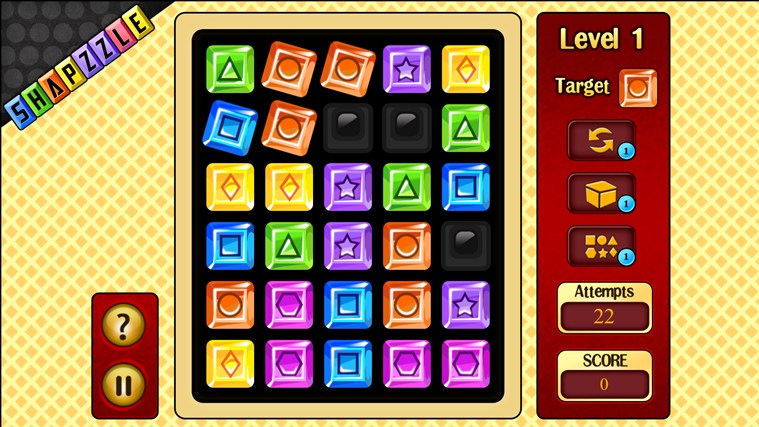 SHAPZZLE
Level 1
Target
1
1
1
Attempts
22
SCORE
0
?